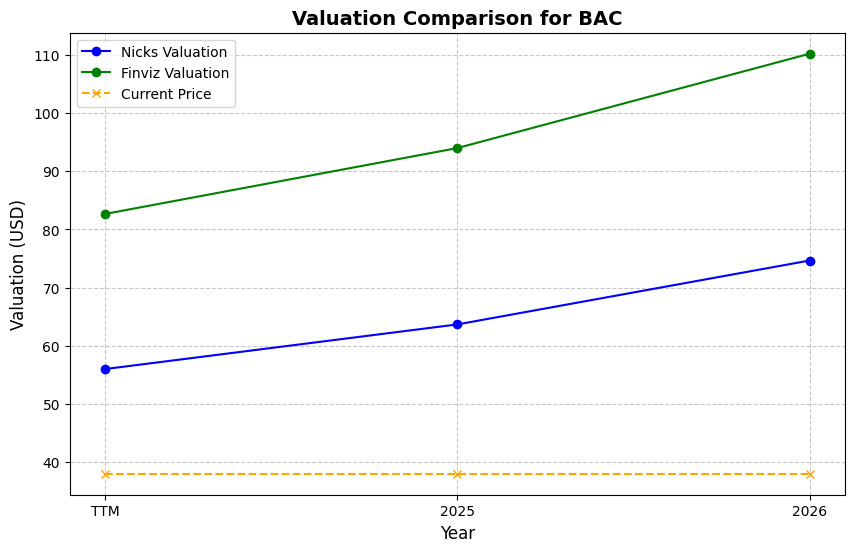 Valuation Comparison for BAC
Nicks Valuation
Finviz Valuation
Current Price
Valuation (USD)
110
100
90
80
70
60
50
40
TTM
2025
2026
Year